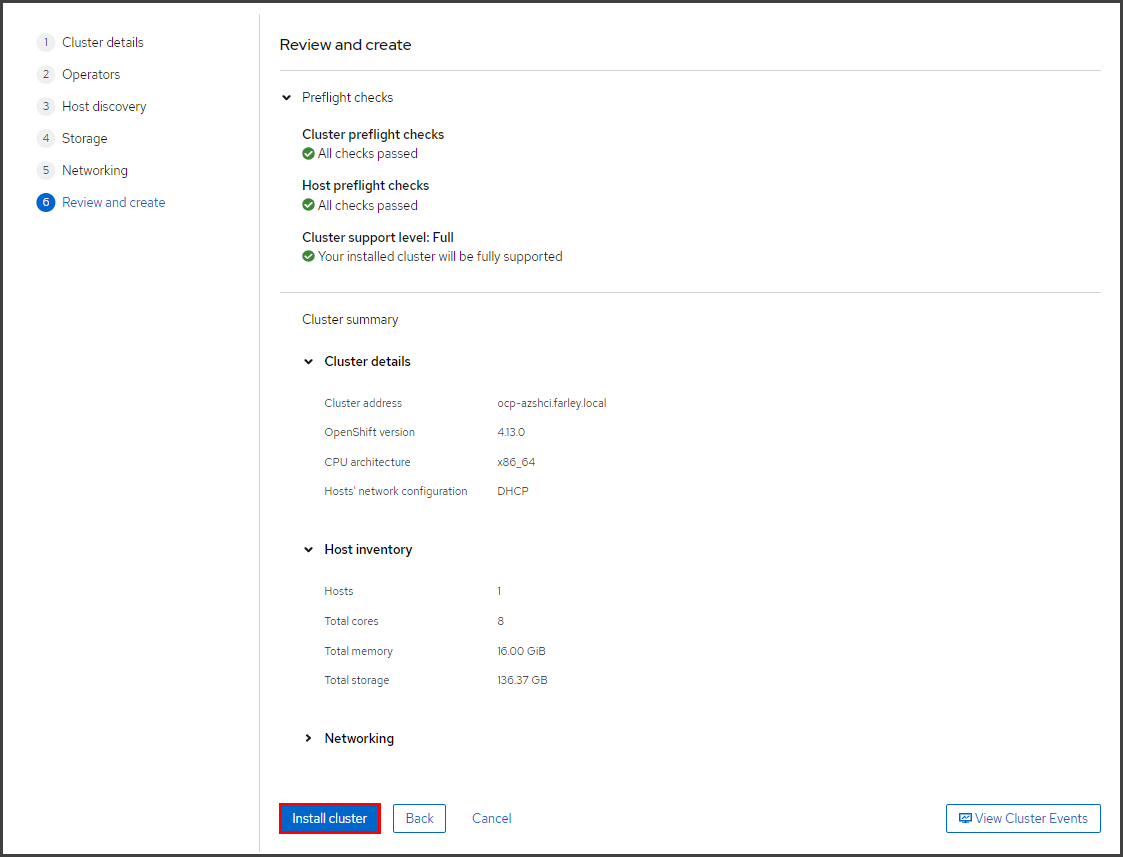 1 Cluster details
2 Operators
3 Host discovery
4 Storage
5 Networking
6 Review and create
Review and create
Preflight checks
Cluster preflight checks
All checks passed
Host preflight checks
All checks passed
Cluster support level: Full
Your installed cluster will be fully supported
Cluster summary
Cluster details
Cluster address ocp-azshci.farley.local
OpenShift version 4.13.0
CPU architecture x86_64
Hosts' network configuration DHCP
Host inventory
Hosts 1
Total cores 8
Total memory 16.00 GiB
Total storage 136.37 GB
Networking
Install cluster Back Cancel View Cluster Events